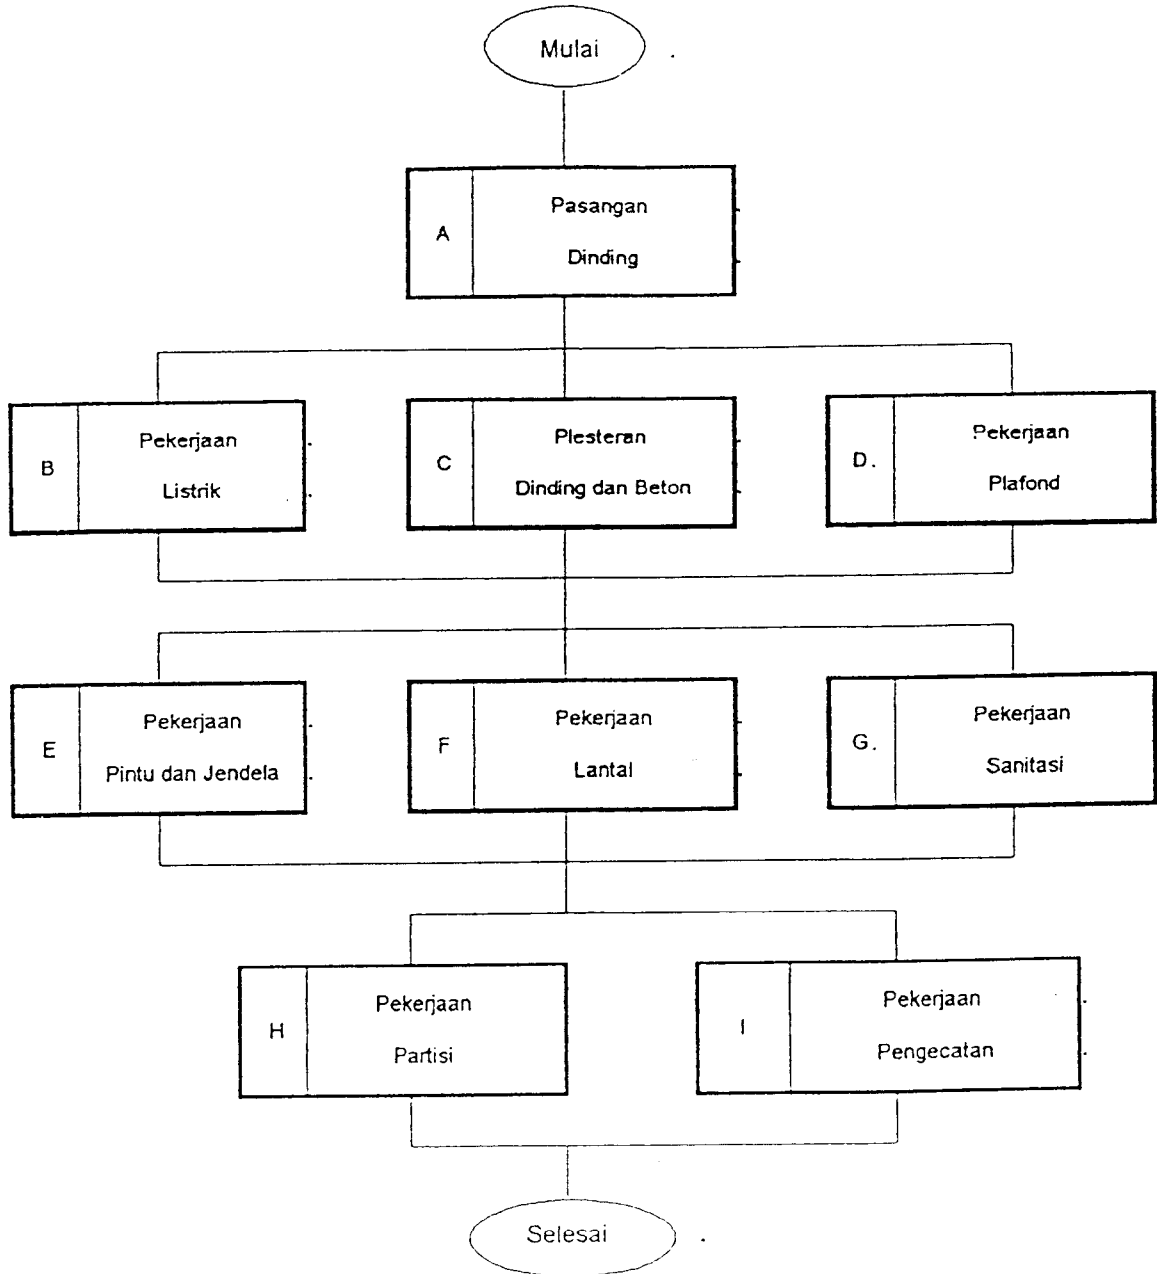 Mulai
A
Pasangan
Dinding
B
Pekerjaan
Listrik
C
Plesteran
Dinding dan Beton
D.
Pekerjaan
Plafond
E
Pekerjaan
Pintu dan Jendela
F
Pekerjaan
Lantal
G.
Pekerjaan
Sanitasi
H
Pekerjaan
Partisi
I
Pekerjaan
Pengecatan
Selesai